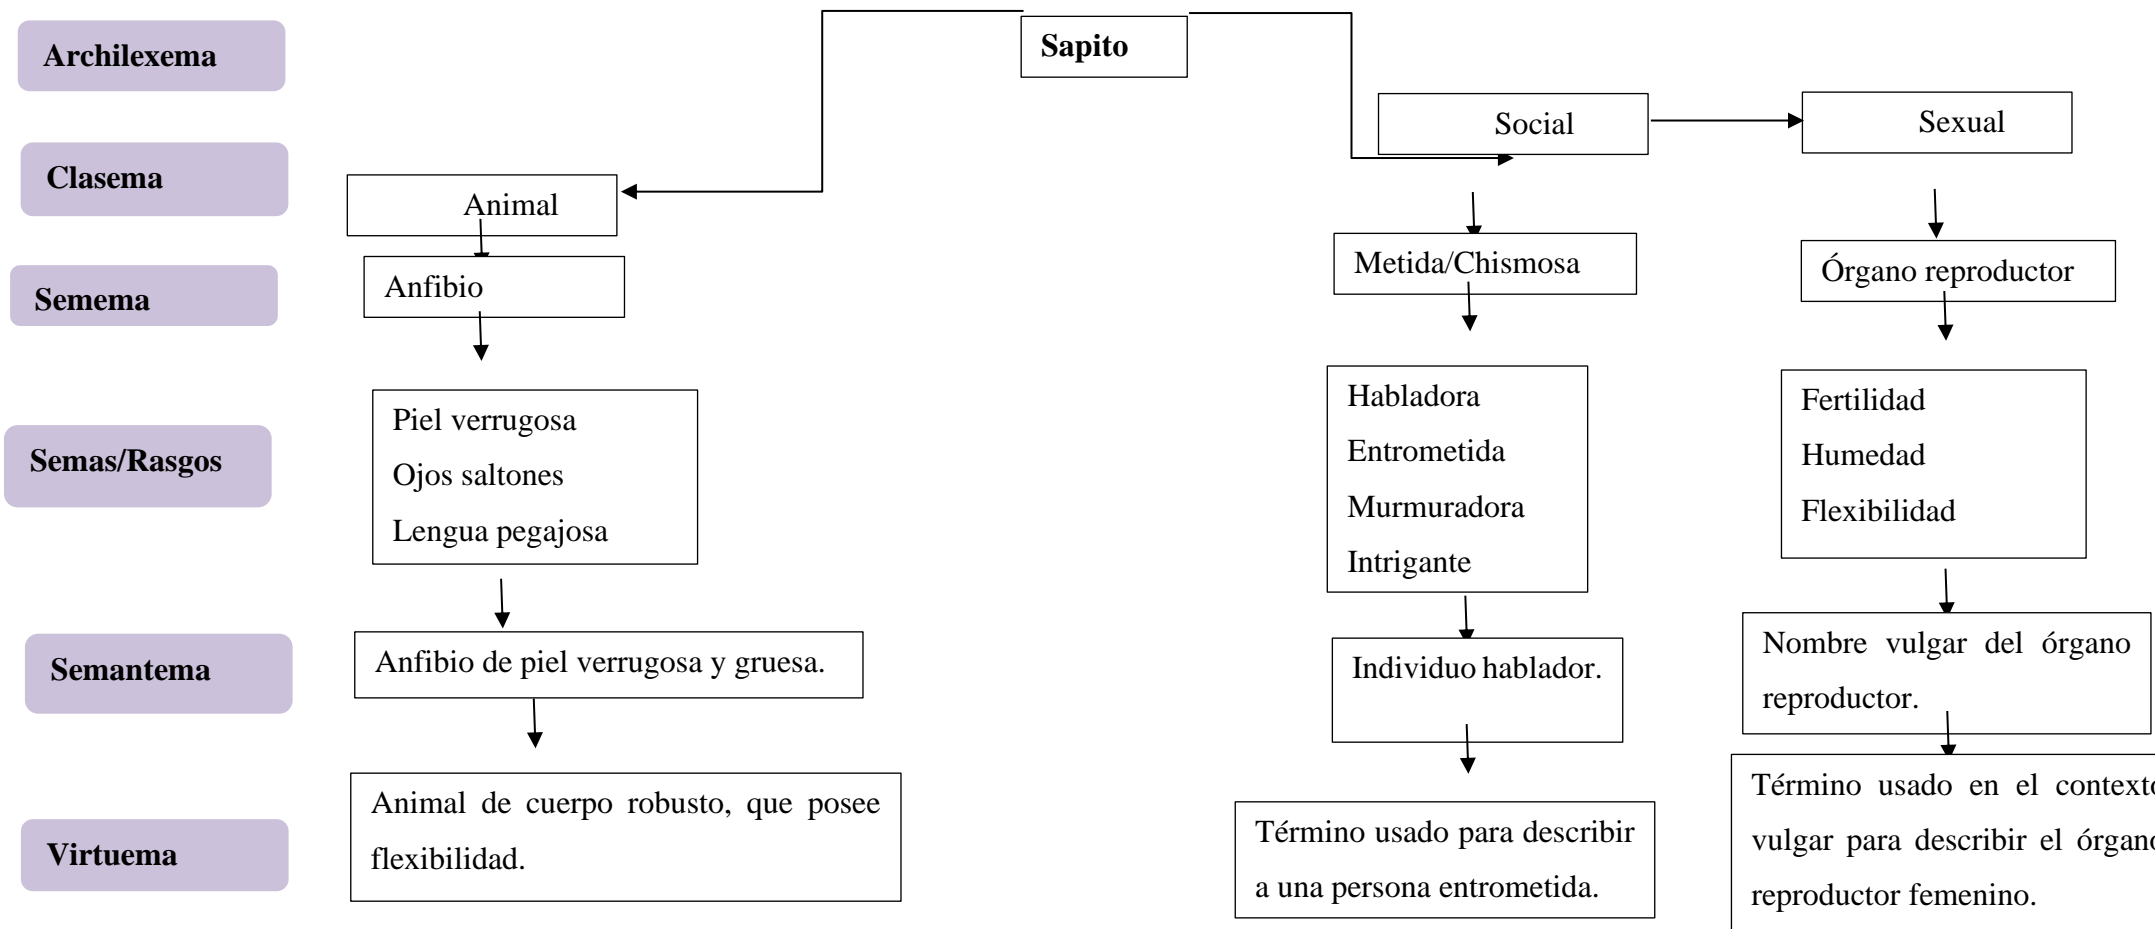 Archilexema
Sapito
Social
Sexual
Clasema
Animal
Metida/Chismosa
Órgano reproductor
Semema
Anfibio
Semas/Rasgos
Piel verrugosa
Ojos saltones
Lengua pegajosa
Habladora
Entrometida
Murmuradora
Intrigante
Fertilidad
Humedad
Flexibilidad
Semantema
Anfibio de piel verrugosa y gruesa.
Individuo hablador.
Nombre vulgar del órgano
reproductor.
Virtuema
Animal de cuerpo robusto, que posee
flexibilidad.
Término usado para describir
a una persona entrometida.
Término usado en el contexto
vulgar para describir el órgano
reproductor femenino.